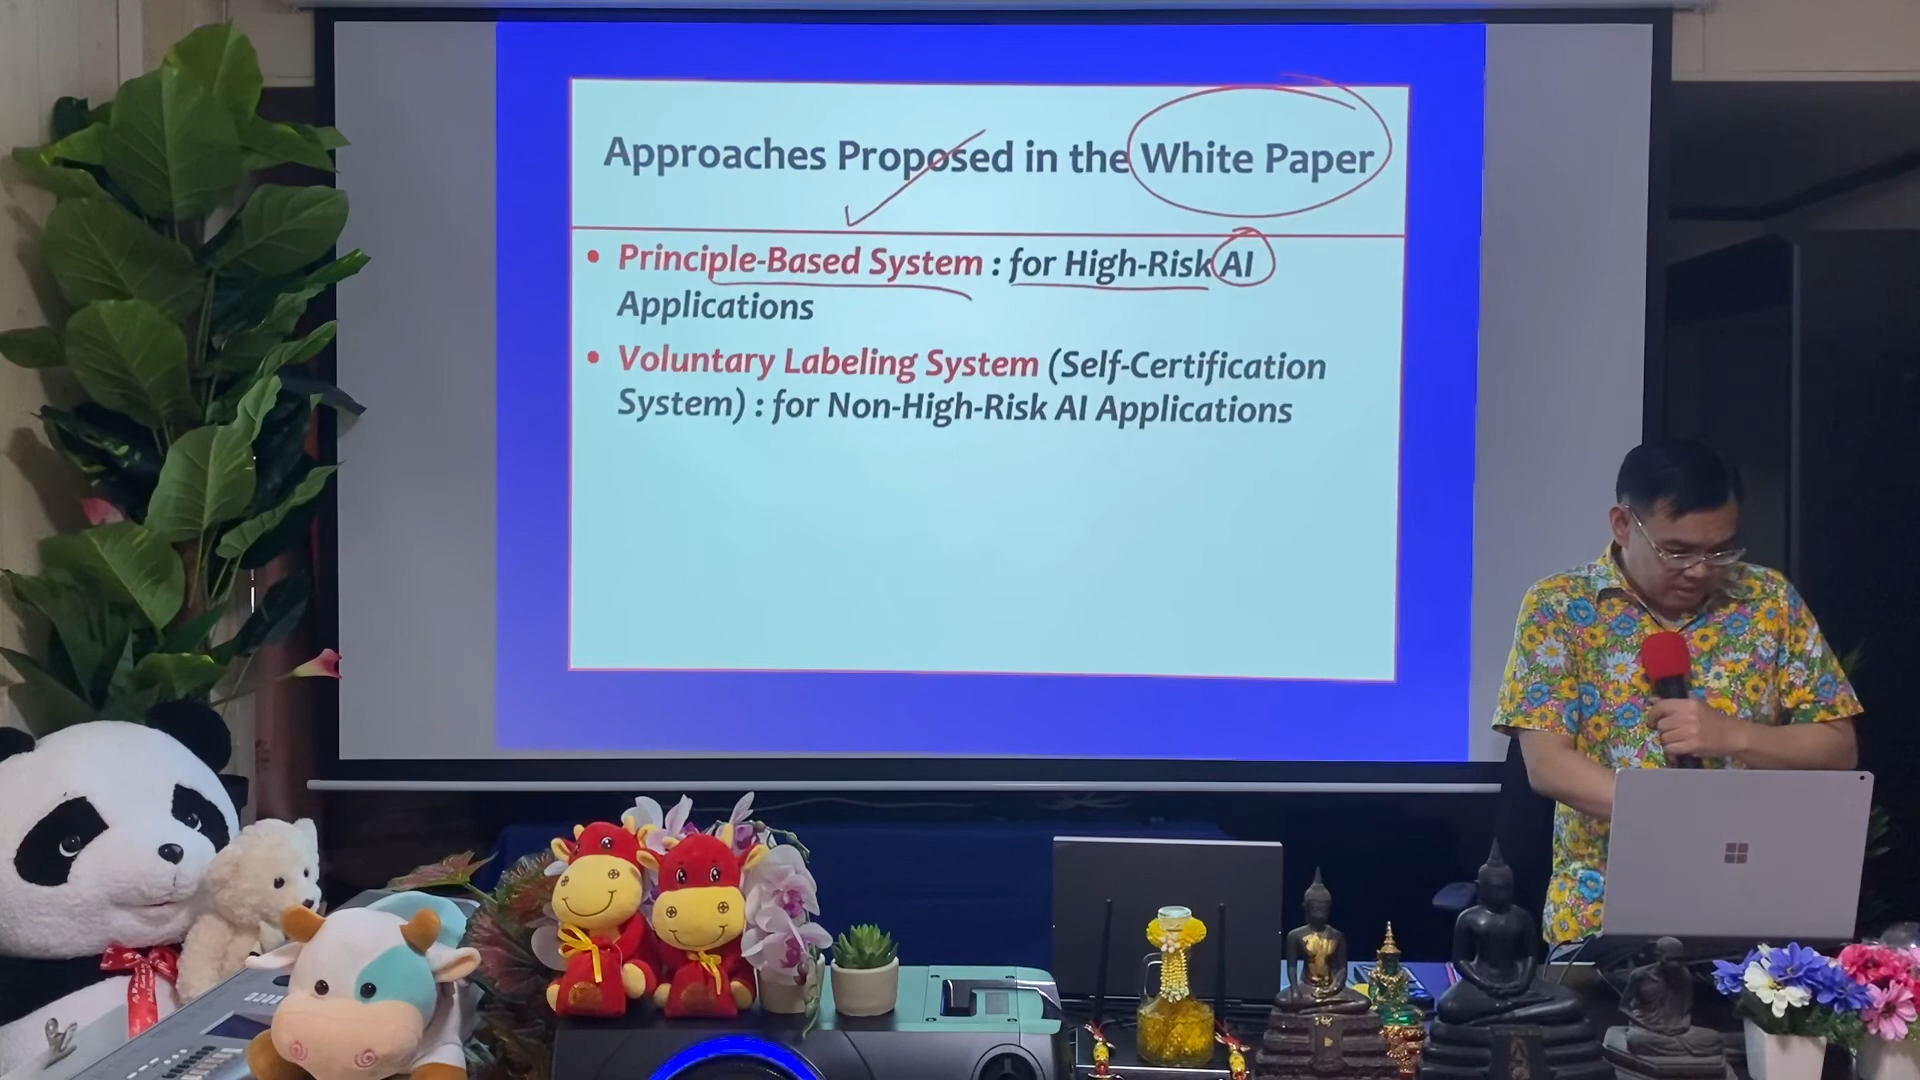 Approaches Proposed in the White Paper
• Principle-Based System : for High-Risk AI
Applications
• Voluntary Labeling System (Self-Certification
System) : for Non-High-Risk AI Applications